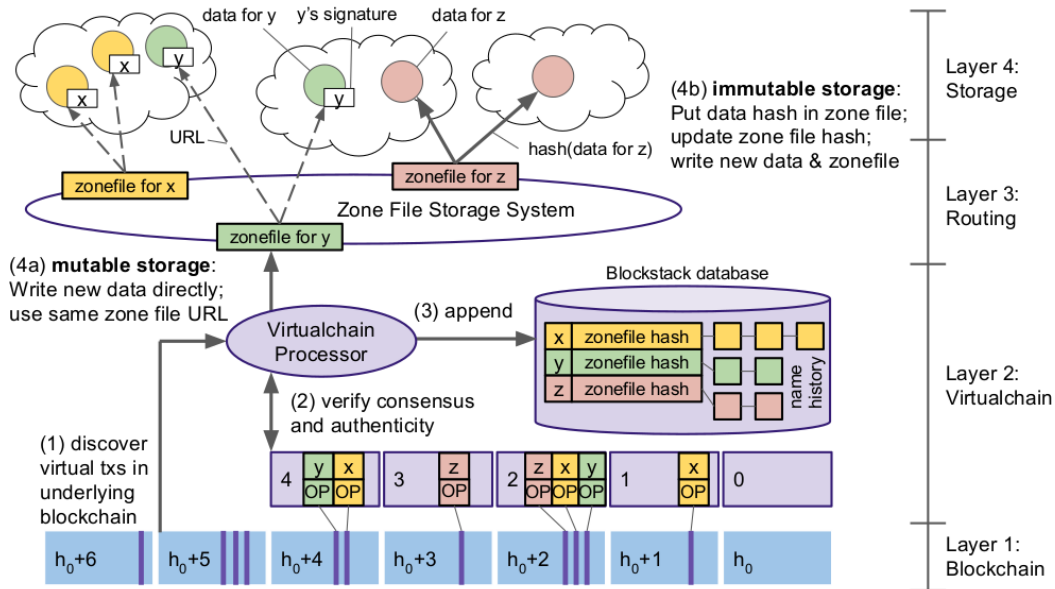 data for y
y's signature
data for z
x
x
y
y
URL
hash(data for z)
(4b) immutable storage:
Put data hash in zone file;
update zone file hash;
write new data & zonefile
Layer 4:
Storage
zonefile for x
zonefile for z
Zone File Storage System
zonefile for y
Layer 3:
Routing
(4a) mutable storage:
Write new data directly;
use same zone file URL
Virtualchain
Processor
(3) append
Blockstack database
x zonefile hash
y zonefile hash
z zonefile hash
name
history
Layer 2:
Virtualchain
(2) verify consensus
and authenticity
(1) discover
virtual txs in
underlying
blockchain
4 y x
OP OP
3 z
OP
2 z x y
OP OP OP
1 x
OP
0
h₀+6
h₀+5
h₀+4
h₀+3
h₀+2
h₀+1
h₀
Layer 1:
Blockchain